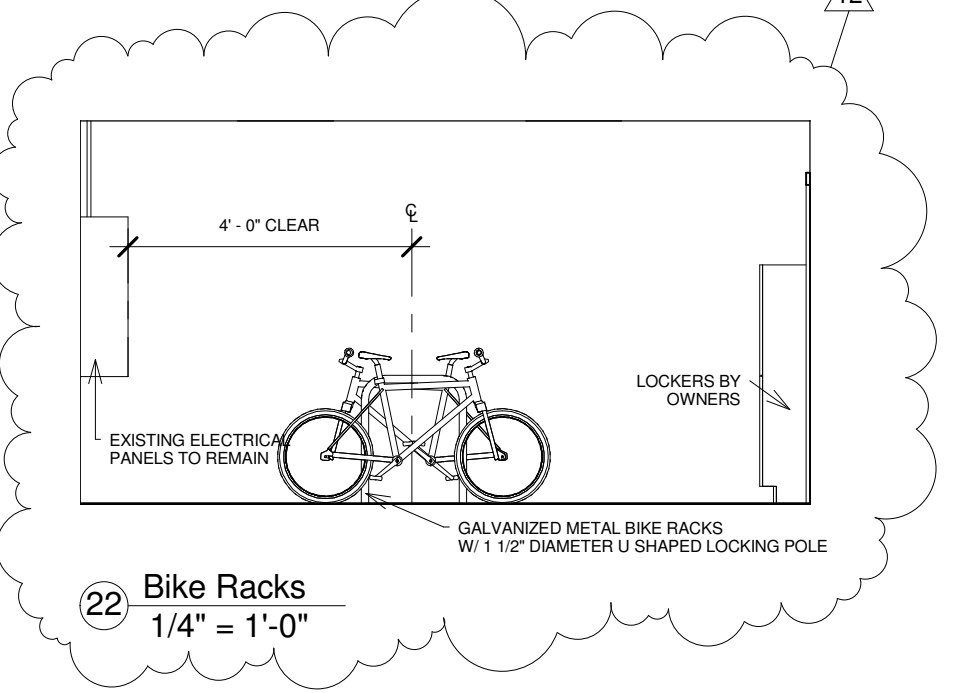 12
4' - 0" CLEAR
℄
LOCKERS BY
OWNERS
EXISTING ELECTRICAL
PANELS TO REMAIN
GALVANIZED METAL BIKE RACKS
W/ 1 1/2" DIAMETER U SHAPED LOCKING POLE
22 Bike Racks
1/4" = 1'-0"